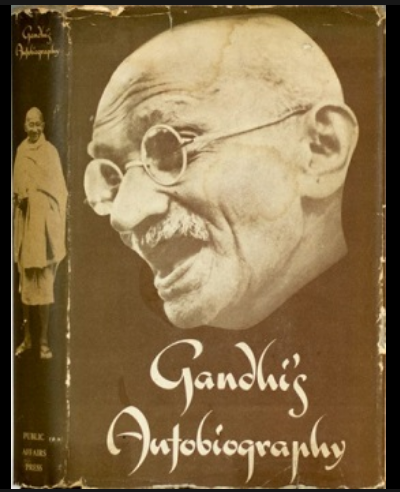 Gandhi's
Autobiography
PUBLIC
AFFAIRS
PRESS
Gandhi's
Autobiography